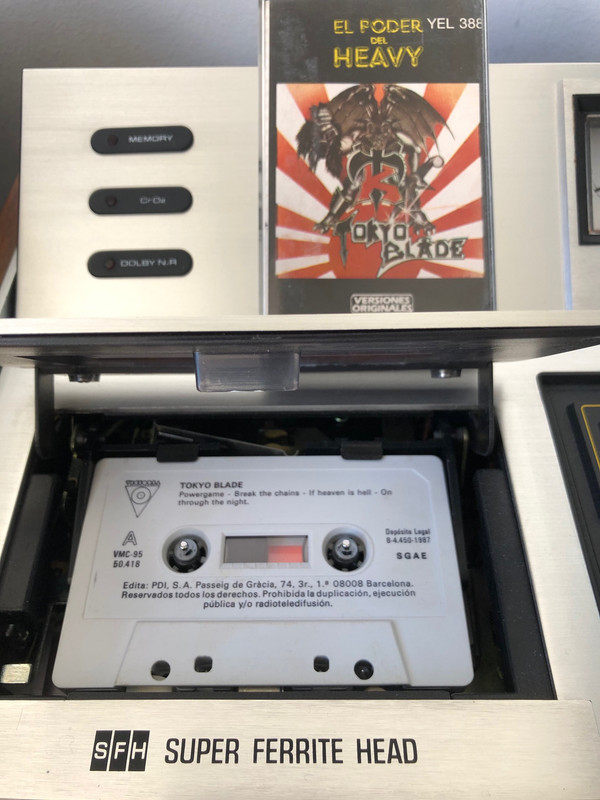 EL PODER
DEL
HEAVY
YEL 388
MEMORY
CrO2
DOLBY N.R
TOKYO
BLADE
VERSIONES
ORIGINALES
TOKYO BLADE
Powergame - Break the chains - If heaven is hell - On
through the night.
A
VMC-95
50.418
Depósito Legal
B-4.450-1987
SGAE
Edita: PDI, S.A. Passeig de Gràcia, 74, 3r., 1.ª 08008 Barcelona.
Reservados todos los derechos. Prohibida la duplicación, ejecución
pública y/o radioteledifusión.
SFH SUPER FERRITE HEAD